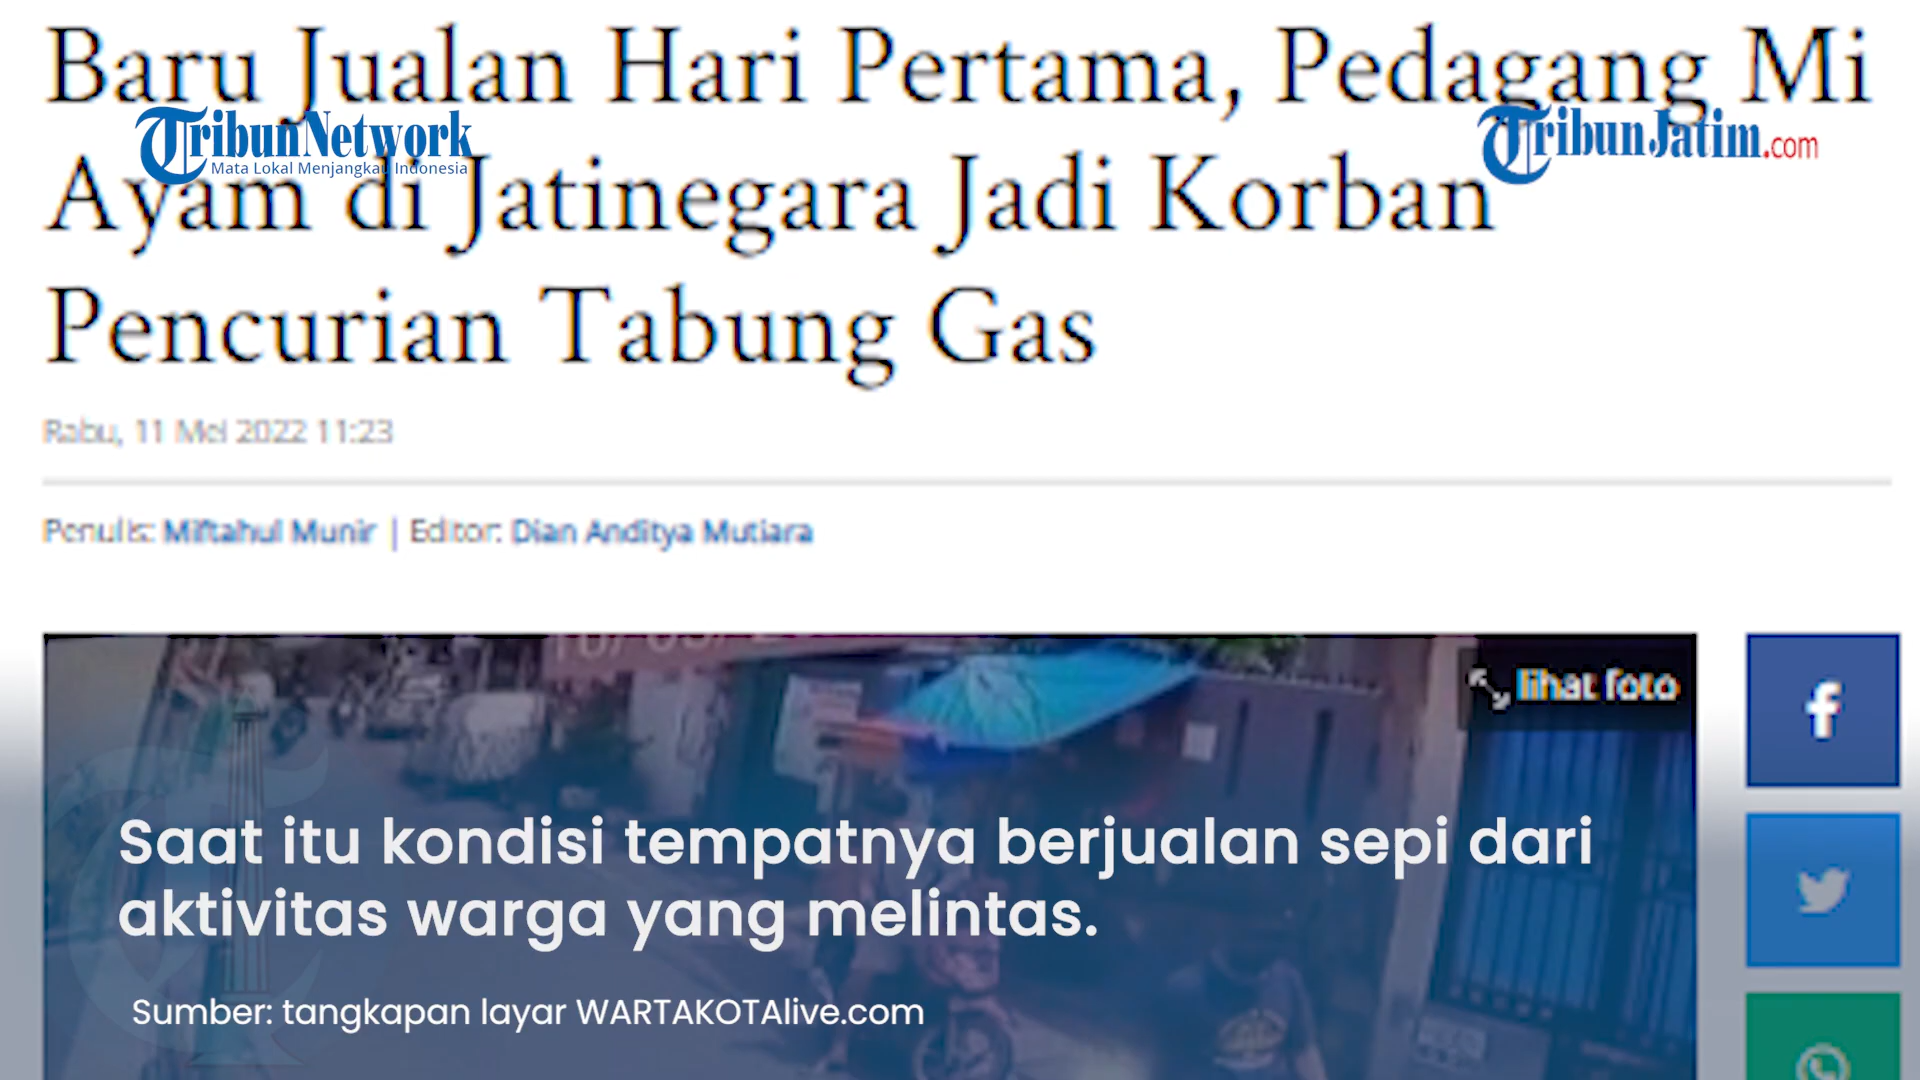 Baru Jualan Hari Pertama, Pedagang Mi
TribunNetwork
Mata Lokal Menjangkau Indonesia
TribunJatim.com
Ayam di Jatinegara Jadi Korban
Pencurian Tabung Gas
Rabu, 11 Mei 2022 11:23
Penulis: Miftahul Munir | Editor: Dian Anditya Mutiara
lihat foto
Saat itu kondisi tempatnya berjualan sepi dari
aktivitas warga yang melintas.
Sumber: tangkapan layar WARTAKOTAlive.com